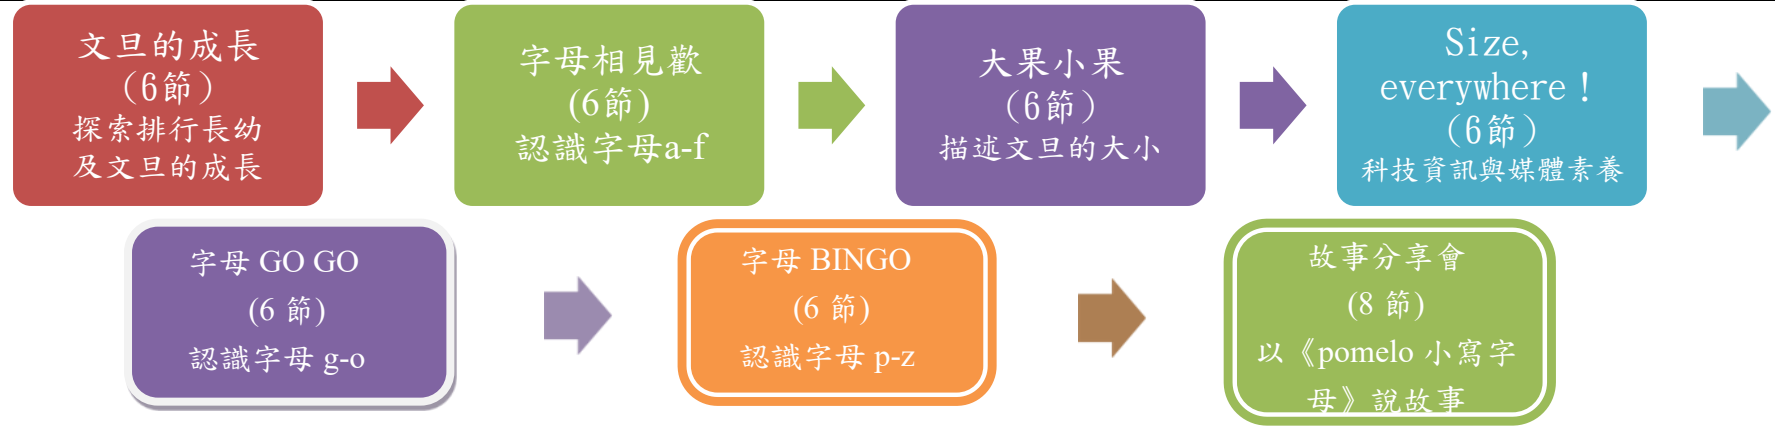 文旦的成長
(6節)
探索排行長幼
及文旦的成長
字母相見歡
(6節)
認識字母a-f
大果小果
(6節)
描述文旦的大小
Size,
everywhere！
(6節)
科技資訊與媒體素養
字母 GO GO
(6 節)
認識字母 g-o
字母 BINGO
(6 節)
認識字母 p-z
故事分享會
(8 節)
以《pomelo 小寫字
母》說故事